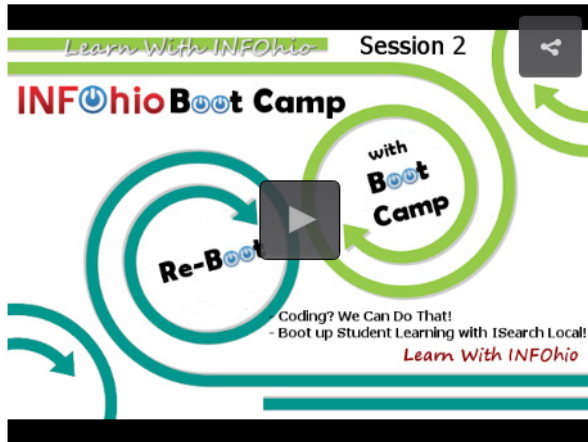 Learn With INFOhio
Session 2
INFOhio Boot Camp
with
Boot
Camp
Re-Boot
- Coding? We Can Do That!
- Boot up Student Learning with ISearch Local!
Learn With INFOhio